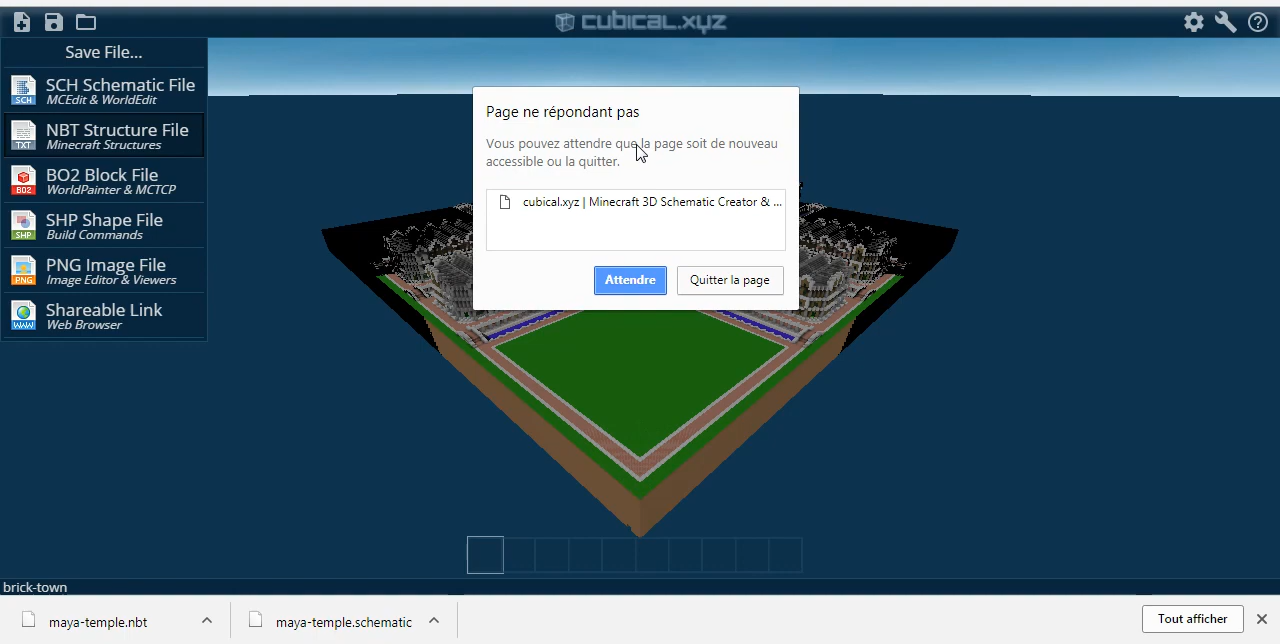 cubical.xyz
Save File...
SCH Schematic File
MCEdit & WorldEdit
SCH
NBT Structure File
Minecraft Structures
TXT
BO2 Block File
WorldPainter & MCTCP
BO2
SHP Shape File
Build Commands
SHP
PNG Image File
Image Editor & Viewers
PNG
Shareable Link
Web Browser
WWW
Page ne répondant pas
Vous pouvez attendre que la page soit de nouveau
accessible ou la quitter.
cubical.xyz | Minecraft 3D Schematic Creator & ...
Attendre
Quitter la page
brick-town
maya-temple.nbt
maya-temple.schematic
Tout afficher